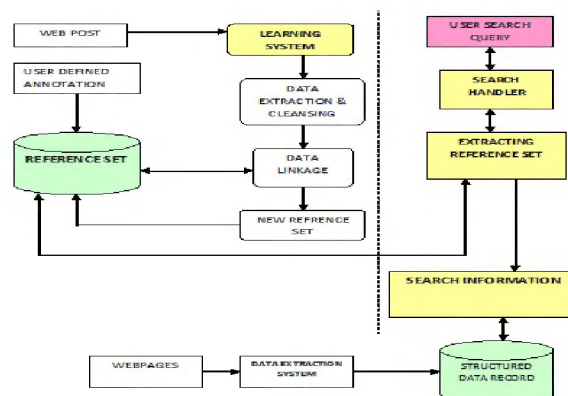 WEB POST
LEARNING
SYSTEM
USER SEARCH
QUERY
USER DEFINED
ANNOTATION
DATA
EXTRACTION &
CLEANSING
SEARCH
HANDLER
REFERENCE SET
DATA
LINKAGE
EXTRACTING
REFERENCE SET
NEW REFRENCE
SET
SEARCH INFORMATION
WEBPAGES
DATA EXTRACTION
SYSTEM
STRUCTURED
DATA RECORD